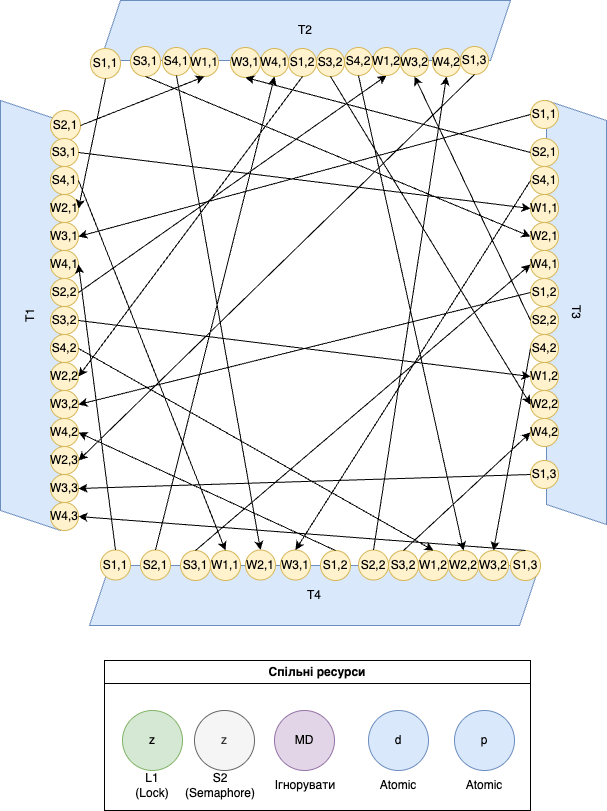 T2
S1,1 S3,1 S4,1 W1,1 W3,1 W4,1 S1,2 S3,2 S4,2 W1,2 W3,2 W4,2 S1,3
T1
S2,1
S3,1
S4,1
W2,1
W3,1
W4,1
S2,2
S3,2
S4,2
W2,2
W3,2
W4,2
W2,3
W3,3
W4,3
S1,1
S2,1
S4,1
W1,1
W2,1
W4,1
S1,2
S2,2
S4,2
W1,2
W2,2
W4,2
S1,3
T3
S1,1 S2,1 S3,1 W1,1 W2,1 W3,1 S1,2 S2,2 S3,2 W1,2 W2,2 W3,2 S1,3
T4
Спільні ресурси
z z MD d p
L1 S2 Ігнорувати Atomic Atomic
(Lock) (Semaphore)